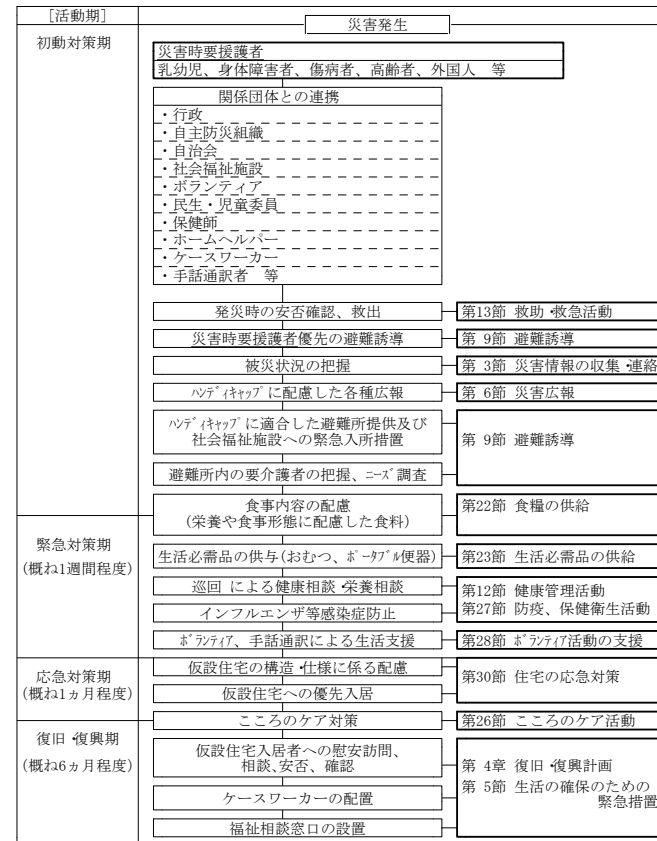 [活動期]
災害発生
初動対策期
災害時要援護者
乳幼児、身体障害者、傷病者、高齢者、外国人 等
関係団体との連携
・行政
・自主防災組織
・自治会
・社会福祉施設
・ボランティア
・民生・児童委員
・保健師
・ホームヘルパー
・ケースワーカー
・手話通訳者 等
発災時の安否確認、救出
第13節 救助・救急活動
災害時要援護者優先の避難誘導
第 9節 避難誘導
被災状況の把握
第 3節 災害情報の収集・連絡
ハンディキャップに配慮した各種広報
第 6節 災害広報
ハンディキャップに適合した避難所提供及び
社会福祉施設への緊急入所措置
第 9節 避難誘導
避難所内の要介護者の把握、ニーズ調査
食事内容の配慮
(栄養や食事形態に配慮した食料)
第22節 食糧の供給
緊急対策期
(概ね1週間程度)
生活必需品の供与(おむつ、ポータブル便器)
第23節 生活必需品の供給
巡回 による健康相談・栄養相談
第12節 健康管理活動
インフルエンザ等感染症防止
第27節 防疫、保健衛生活動
ボランティア、手話通訳による生活支援
第28節 ボランティア活動の支援
応急対策期
(概ね1ヵ月程度)
仮設住宅の構造・仕様に係る配慮
第30節 住宅の応急対策
仮設住宅への優先入居
こころのケア対策
第26節 こころのケア活動
復旧・復興期
(概ね6ヵ月程度)
仮設住宅入居者への慰安訪問、
相談、安否、確認
第 4章 復旧・復興計画
第 5節 生活の確保のための
緊急措置
ケースワーカーの配置
福祉相談窓口の設置